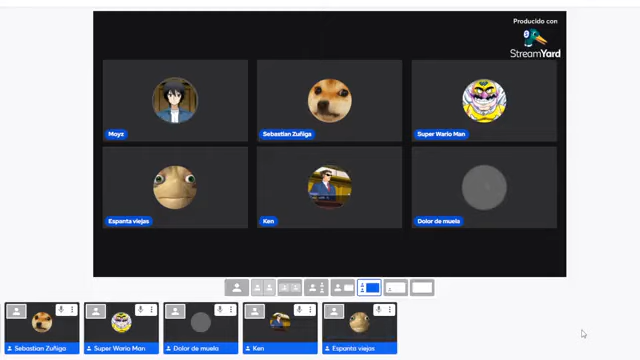 Producido con
StreamYard
Moyz
Sebastian Zuñiga
Super Wario Man
Espanta viejas
Ken
Dolor de muela
Sebastian Zuñiga
Super Wario Man
Dolor de muela
Ken
Espanta viejas